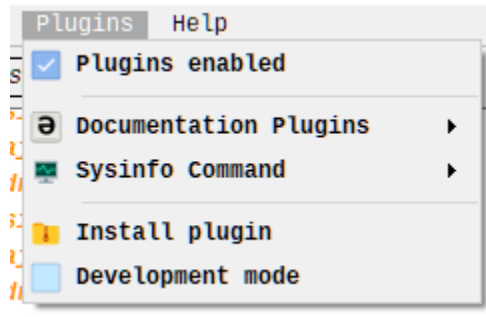 Plugins Help
Plugins enabled
Documentation Plugins
Sysinfo Command
Install plugin
Development mode